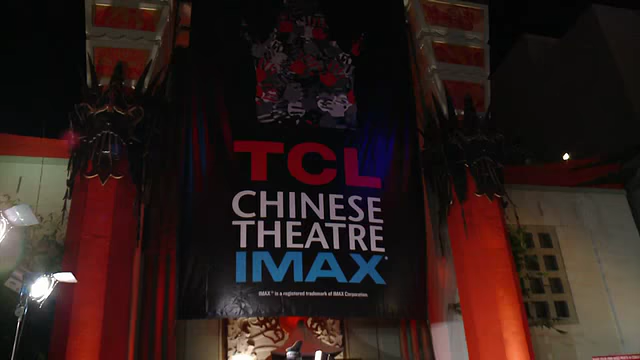 TCL
CHINESE
THEATRE
IMAX®
IMAX® is a registered trademark of IMAX Corporation.